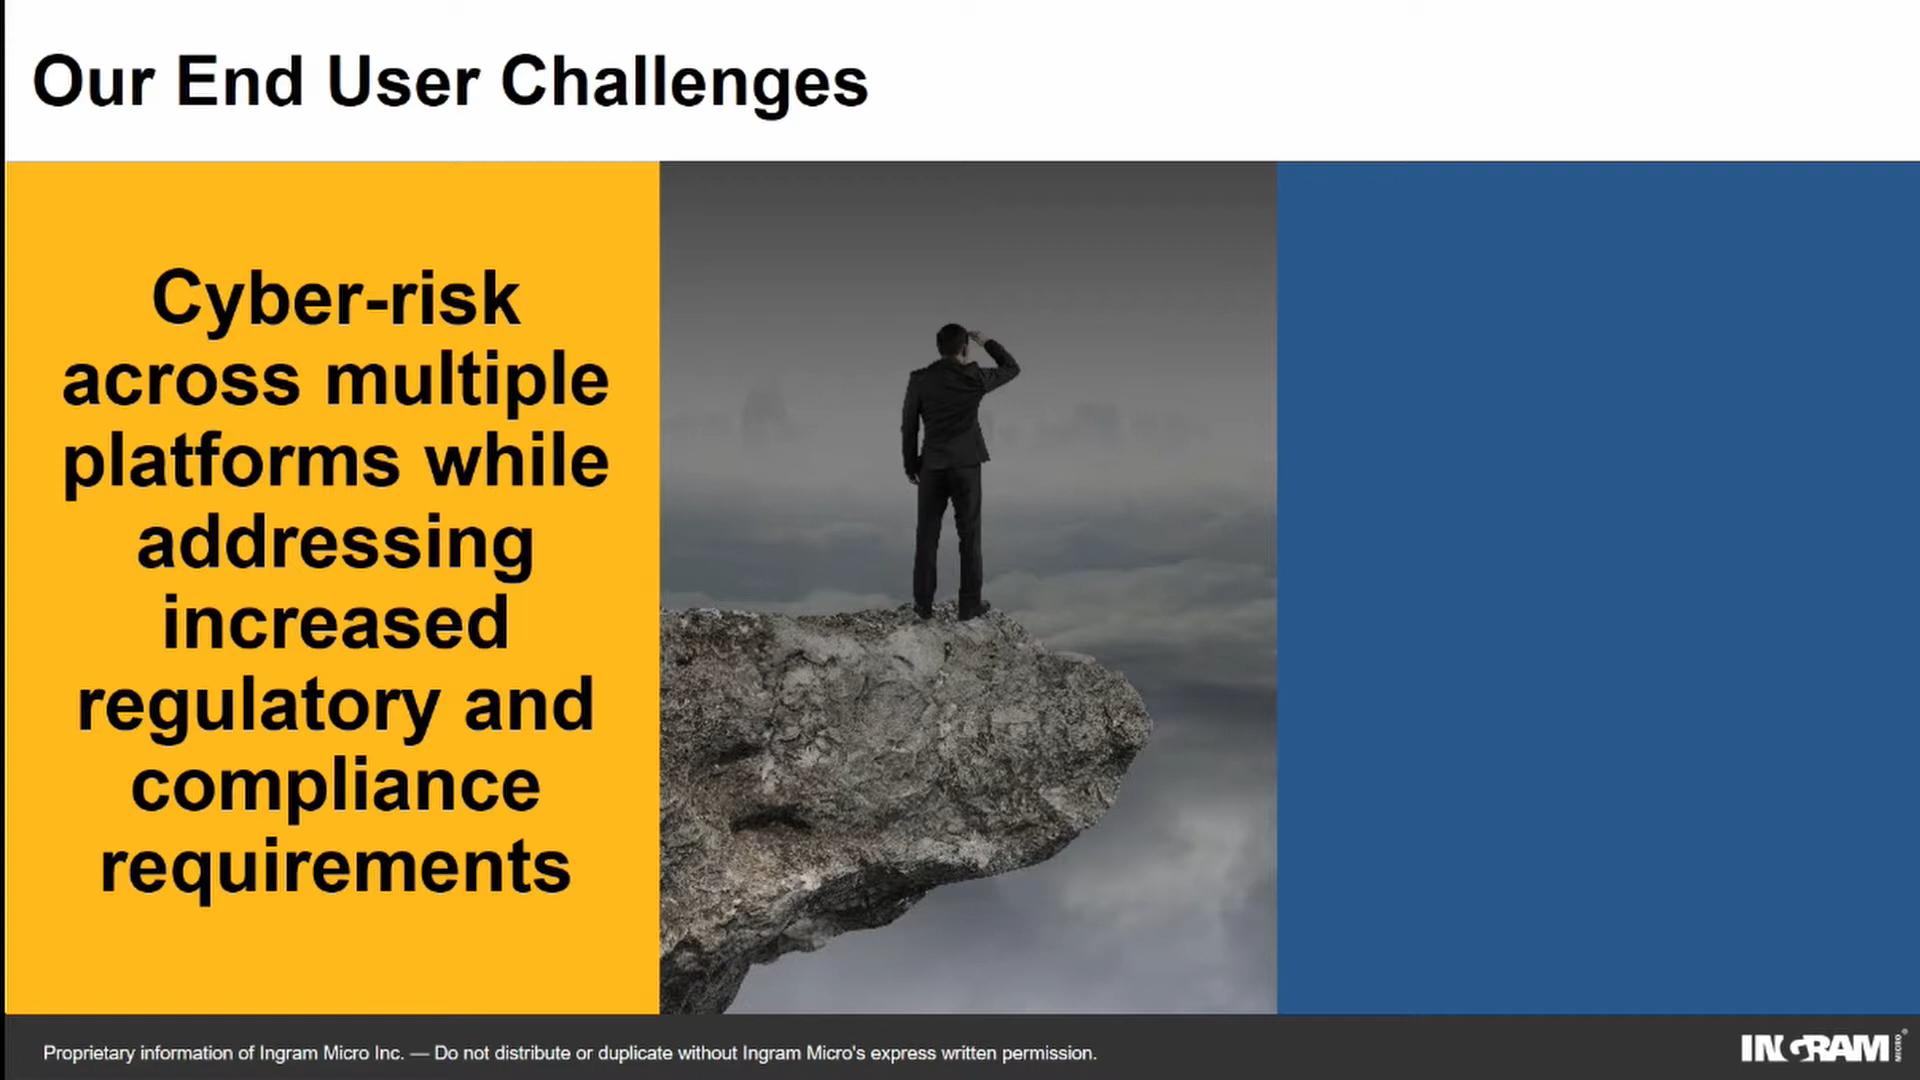 Our End User Challenges
Cyber-risk
across multiple
platforms while
addressing
increased
regulatory and
compliance
requirements
Proprietary information of Ingram Micro Inc. — Do not distribute or duplicate without Ingram Micro's express written permission.
INGRAM MICRO ®